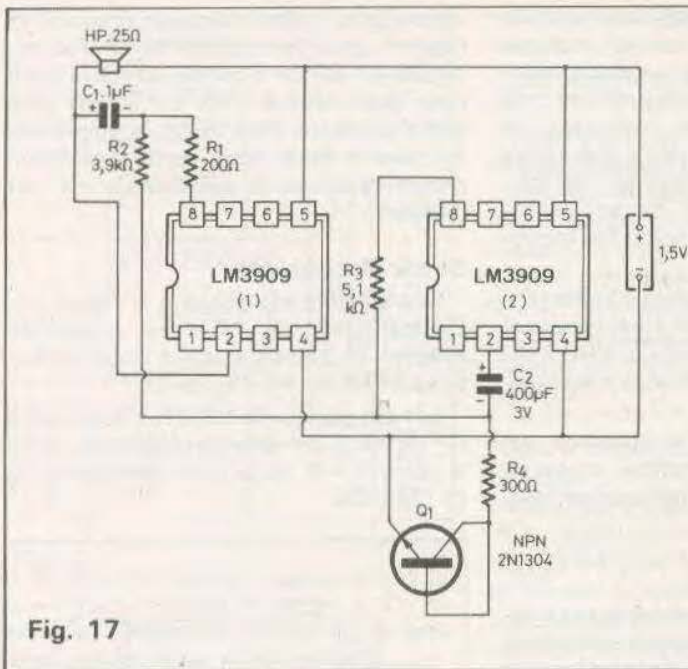 HP.25Ω
C1.1µF
+ -
R2
3,9kΩ
R1
200Ω
8 7 6 5
LM3909
(1)
1 2 3 4
R3
5,1
kΩ
8 7 6 5
LM3909
(2)
1 2 3 4
+
-
1,5V
+
C2
400µF
-
3V
R4
300Ω
Q1
NPN
2N1304
Fig. 17